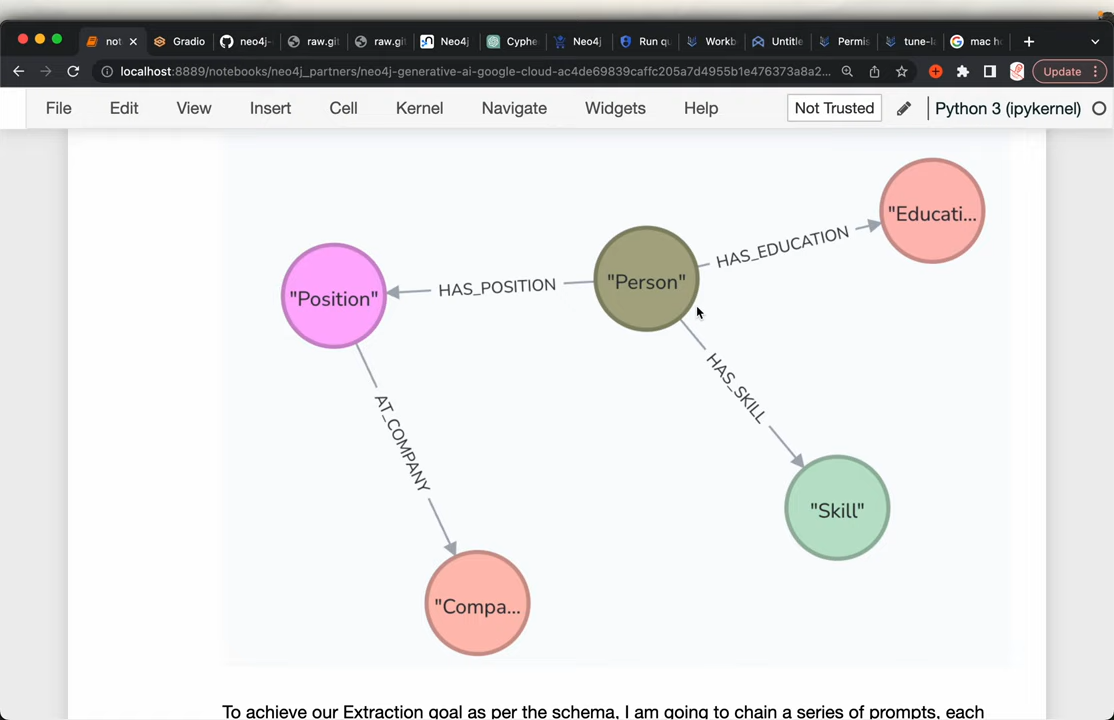 not
Gradio
neo4j-
raw.git
raw.git
Neo4j
Cyphe
Neo4j
Run qu
Workb
Untitle
Permis
tune-l
mac h
localhost:8889/notebooks/neo4j_partners/neo4j-generative-ai-google-cloud-ac4de69839caffc205a7d4955b1e476373a8a2...
Update
File Edit View Insert Cell Kernel Navigate Widgets Help
Not Trusted
Python 3 (ipykernel)
"Educati...
HAS_EDUCATION
"Person"
HAS_POSITION
"Position"
HAS_SKILL
AT_COMPANY
"Skill"
"Compa...
To achieve our Extraction goal as per the schema, I am going to chain a series of prompts, each